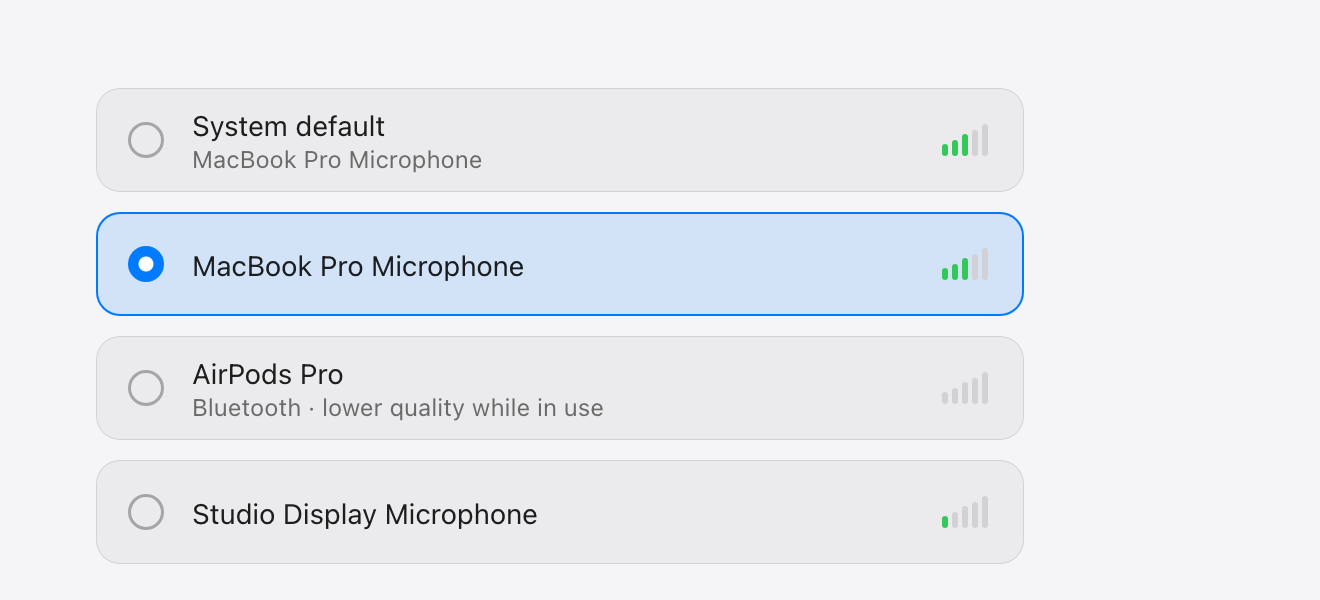 System default
MacBook Pro Microphone
MacBook Pro Microphone
AirPods Pro
Bluetooth · lower quality while in use
Studio Display Microphone